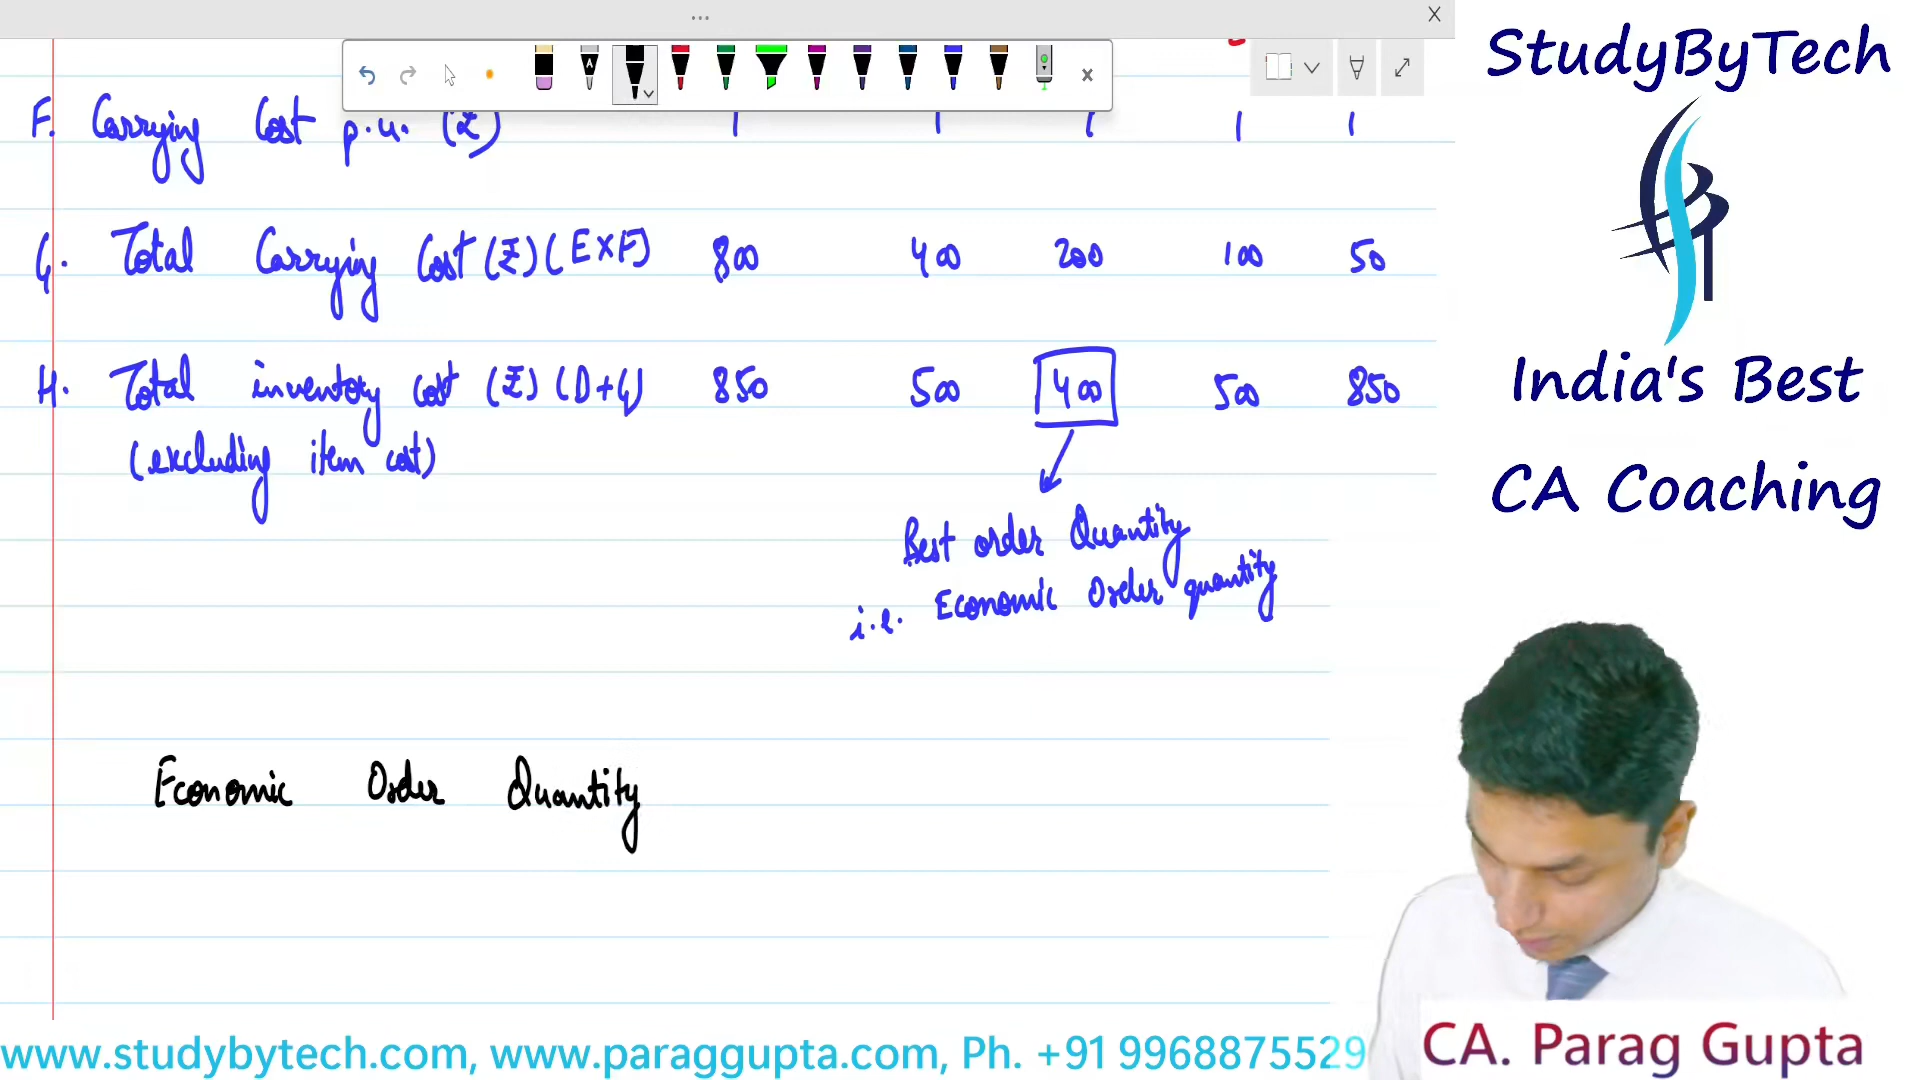 StudyByTech
F. Carrying Cost p.u. (₹) 1 1 1 1 1
G. Total Carrying Cost (₹) (E×F) 800 400 200 100 50
H. Total inventory cost (₹) (D+G) 850 500 400 500 850
(excluding item cost)
India's Best
CA Coaching
Best order Quantity
i.e. Economic Order quantity
Economic Order Quantity
www.studybytech.com, www.paraggupta.com, Ph. +91 9968875529
CA. Parag Gupta